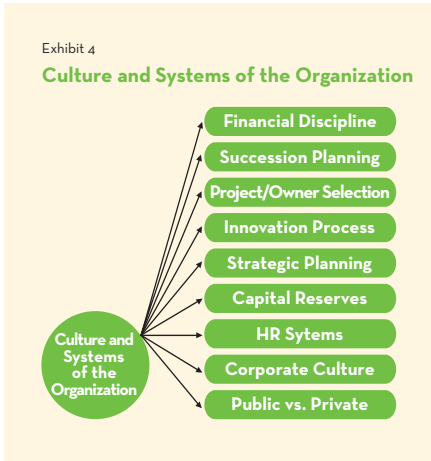 Exhibit 4
Culture and Systems of the Organization
Financial Discipline
Succession Planning
Project/Owner Selection
Innovation Process
Strategic Planning
Capital Reserves
HR Sytems
Corporate Culture
Public vs. Private
Culture and
Systems
of the
Organization